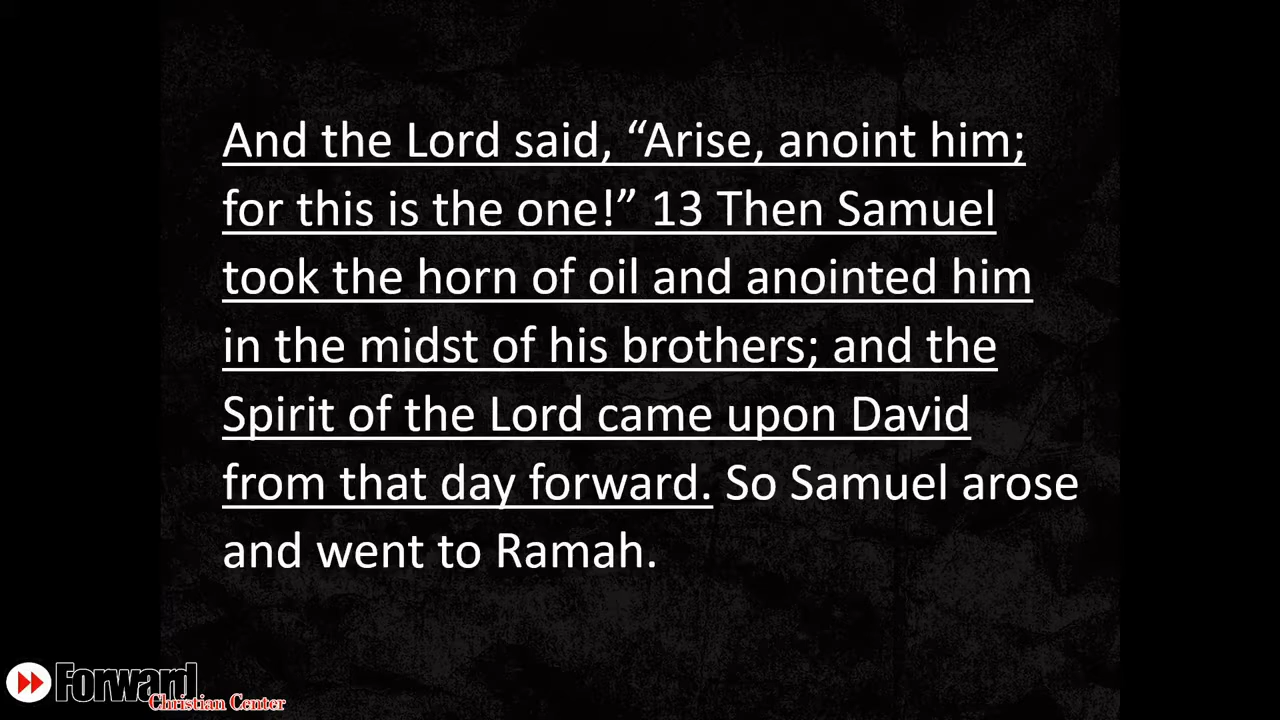 And the Lord said, “Arise, anoint him;
for this is the one!” 13 Then Samuel
took the horn of oil and anointed him
in the midst of his brothers; and the
Spirit of the Lord came upon David
from that day forward. So Samuel arose
and went to Ramah.
Forward
Christian Center